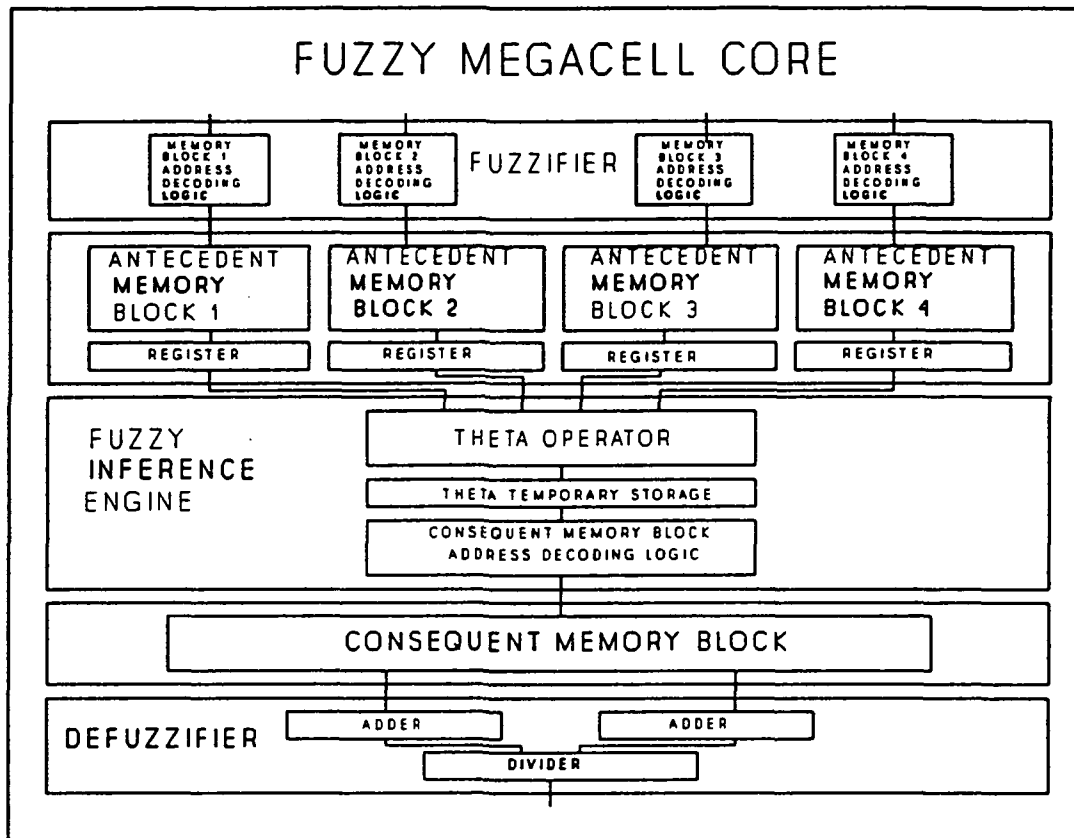 FUZZY MEGACELL CORE
MEMORY
BLOCK 1
ADDRESS
DECODING
LOGIC
MEMORY
BLOCK 2
ADDRESS
DECODING
LOGIC
FUZZIFIER
MEMORY
BLOCK 3
ADDRESS
DECODING
LOGIC
MEMORY
BLOCK 4
ADDRESS
DECODING
LOGIC
ANTECEDENT
MEMORY
BLOCK 1
ANTECEDENT
MEMORY
BLOCK 2
ANTECEDENT
MEMORY
BLOCK 3
ANTECEDENT
MEMORY
BLOCK 4
REGISTER
REGISTER
REGISTER
REGISTER
FUZZY
INFERENCE
ENGINE
THETA OPERATOR
THETA TEMPORARY STORAGE
CONSEQUENT MEMORY BLOCK
ADDRESS DECODING LOGIC
CONSEQUENT MEMORY BLOCK
DEFUZZIFIER
ADDER
ADDER
DIVIDER